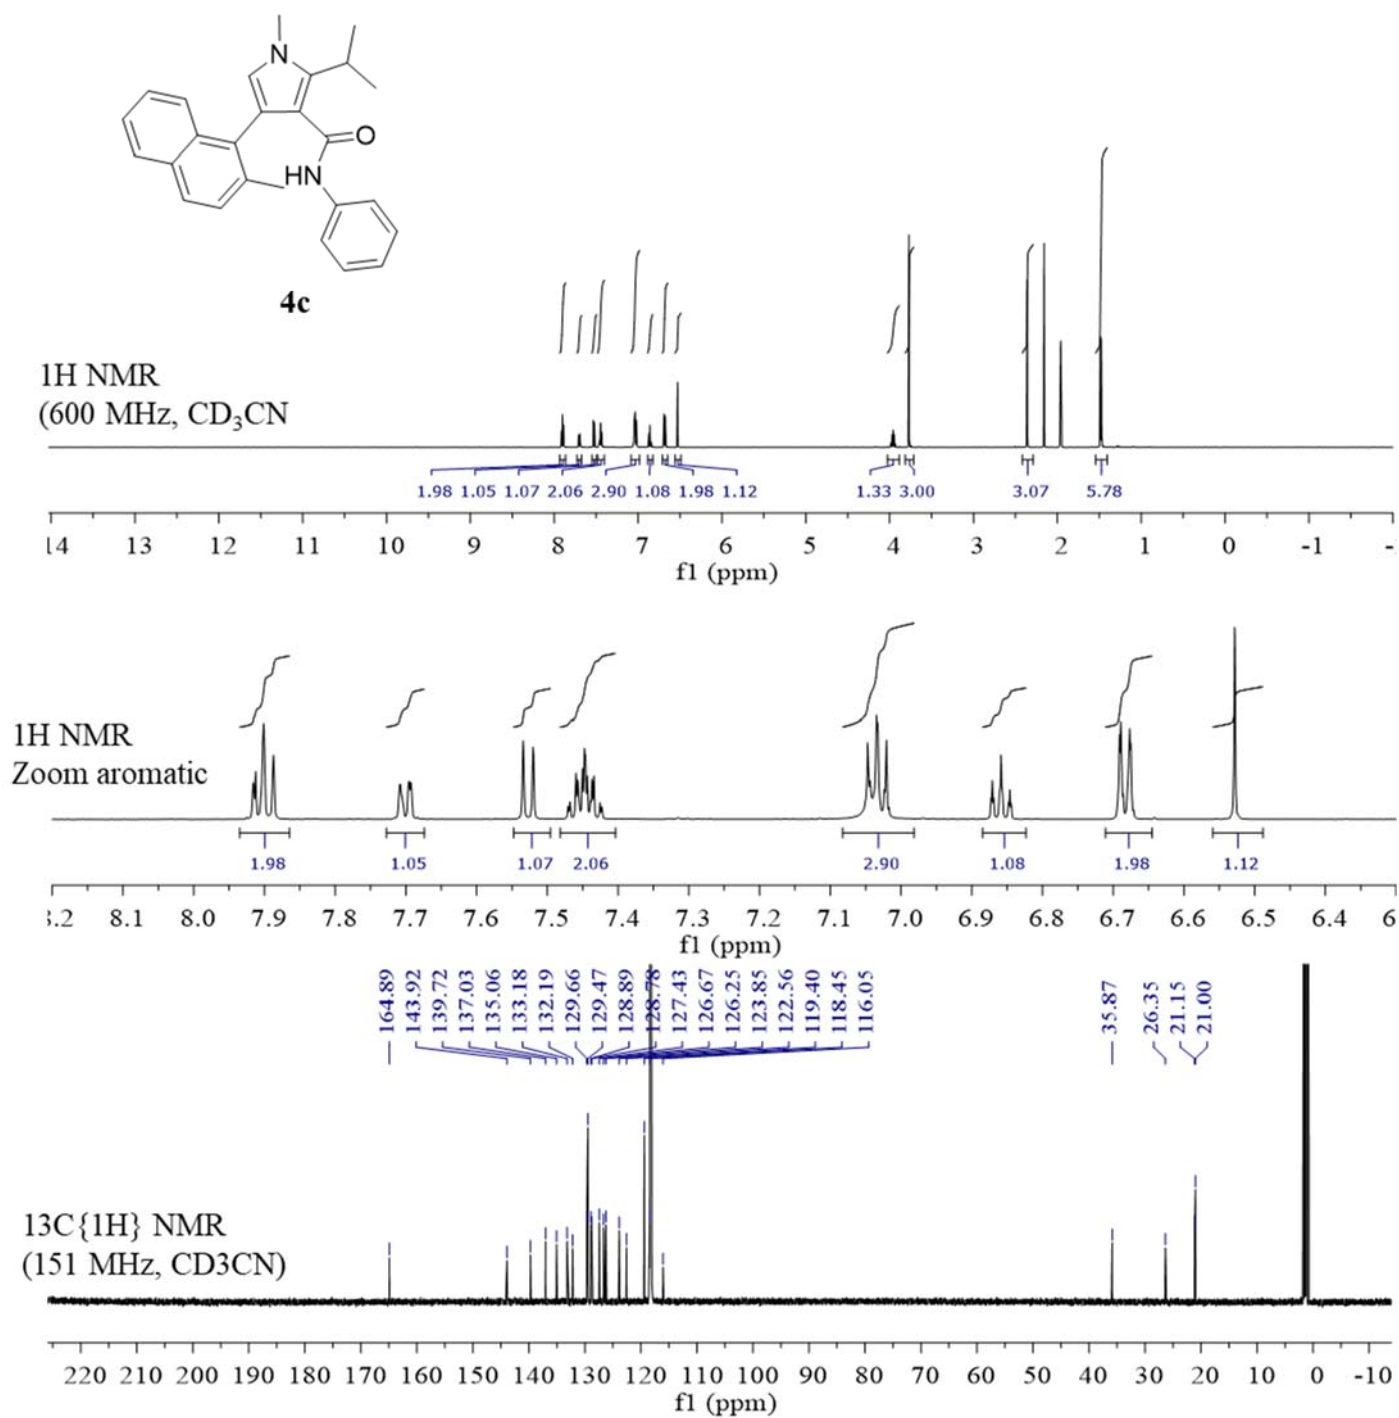 N
O
HN
4c
1H NMR
(600 MHz, CD₃CN
1.98 1.05 1.07 2.06 2.90 1.08 1.98 1.12 1.33 3.00 3.07 5.78
14 13 12 11 10 9 8 7 6 5 4 3 2 1 0 -1
f1 (ppm)
1H NMR
Zoom aromatic
1.98 1.05 1.07 2.06 2.90 1.08 1.98 1.12
8.1 8.0 7.9 7.8 7.7 7.6 7.5 7.4 7.3 7.2 7.1 7.0 6.9 6.8 6.7 6.6 6.5 6.4
f1 (ppm)
164.89
143.92
139.72
137.03
135.06
133.18
132.19
129.66
129.47
128.89
128.78
127.43
126.67
126.25
123.85
122.56
119.40
118.45
116.05
35.87
26.35
21.15
21.00
13C{1H} NMR
(151 MHz, CD3CN)
220 210 200 190 180 170 160 150 140 130 120 110 100 90 80 70 60 50 40 30 20 10 0 -10
f1 (ppm)